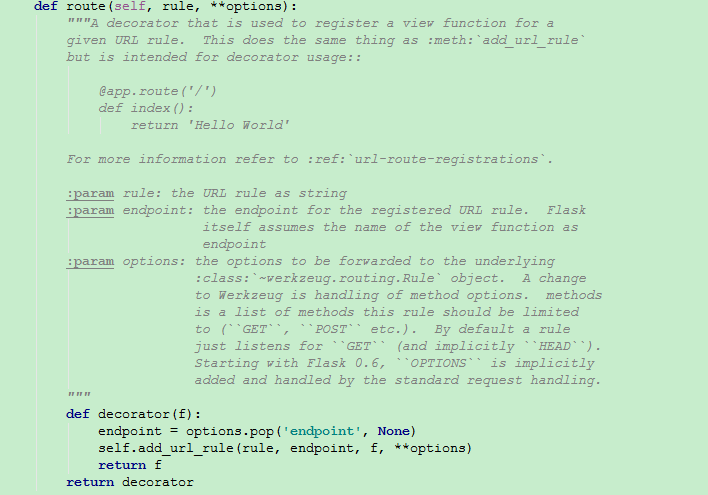 def route(self, rule, **options):
"""A decorator that is used to register a view function for a
given URL rule.  This does the same thing as :meth:`add_url_rule`
but is intended for decorator usage::
@app.route('/')
def index():
return 'Hello World'
For more information refer to :ref:`url-route-registrations`.
:param rule: the URL rule as string
:param endpoint: the endpoint for the registered URL rule.  Flask
itself assumes the name of the view function as
endpoint
:param options: the options to be forwarded to the underlying
:class:`~werkzeug.routing.Rule` object.  A change
to Werkzeug is handling of method options.  methods
is a list of methods this rule should be limited
to (``GET``, ``POST`` etc.).  By default a rule
just listens for ``GET`` (and implicitly ``HEAD``).
Starting with Flask 0.6, ``OPTIONS`` is implicitly
added and handled by the standard request handling.
"""
def decorator(f):
endpoint = options.pop('endpoint', None)
self.add_url_rule(rule, endpoint, f, **options)
return f
return decorator